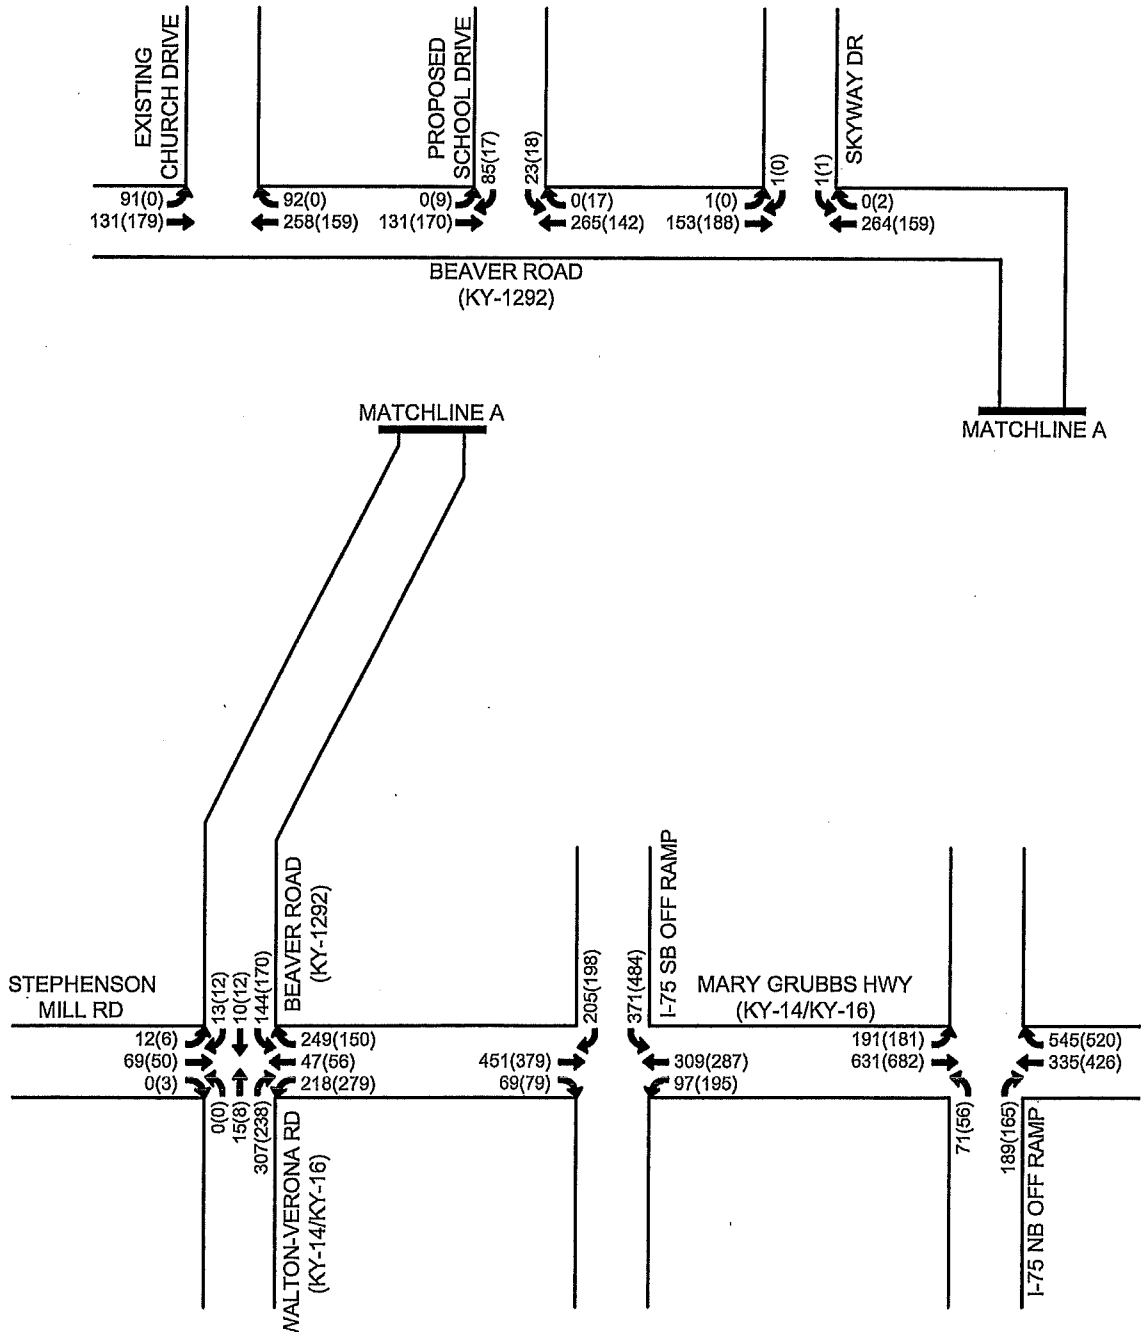 EXISTING
CHURCH DRIVE
PROPOSED
SCHOOL DRIVE
SKYWAY DR
85(17)
23(18)
1(0)
1(1)
91(0)
92(0)
0(9)
0(17)
1(0)
0(2)
131(179)
258(159)
131(170)
265(142)
153(188)
264(159)
BEAVER ROAD
(KY-1292)
MATCHLINE A
MATCHLINE A
BEAVER ROAD
(KY-1292)
I-75 SB OFF RAMP
STEPHENSON
MILL RD
13(12)
10(12)
144(170)
205(198)
371(484)
MARY GRUBBS HWY
(KY-14/KY-16)
12(6)
249(150)
191(181)
545(520)
69(50)
47(56)
451(379)
309(287)
631(682)
335(426)
0(3)
218(279)
69(79)
97(195)
0(0)
15(8)
307(238)
71(56)
189(165)
WALTON-VERONA RD
(KY-14/KY-16)
I-75 NB OFF RAMP